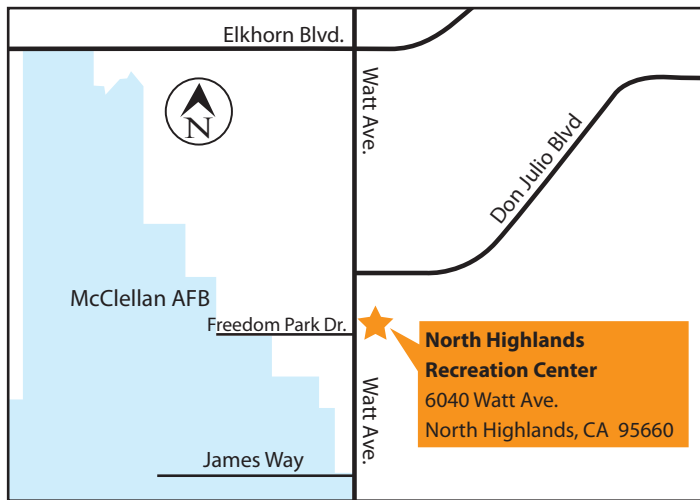 Elkhorn Blvd.
Watt Ave.
N
Don Julio Blvd
McClellan AFB
Freedom Park Dr.
North Highlands
Recreation Center
6040 Watt Ave.
North Highlands, CA 95660
Watt Ave.
James Way